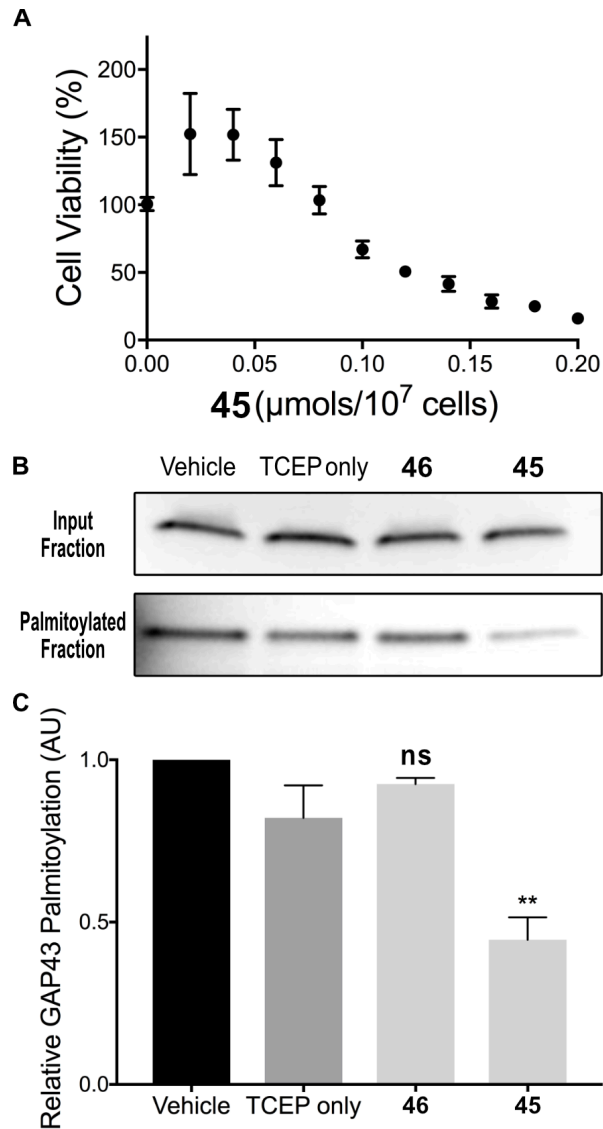 A
Cell Viability (%)
200
150
100
50
0
0.00 0.05 0.10 0.15 0.20
45 (μmols/10⁷ cells)
B
Vehicle TCEP only 46 45
Input
Fraction
Palmitoylated
Fraction
C
Relative GAP43 Palmitoylation (AU)
1.0
0.5
0.0
ns
**
Vehicle TCEP only 46 45